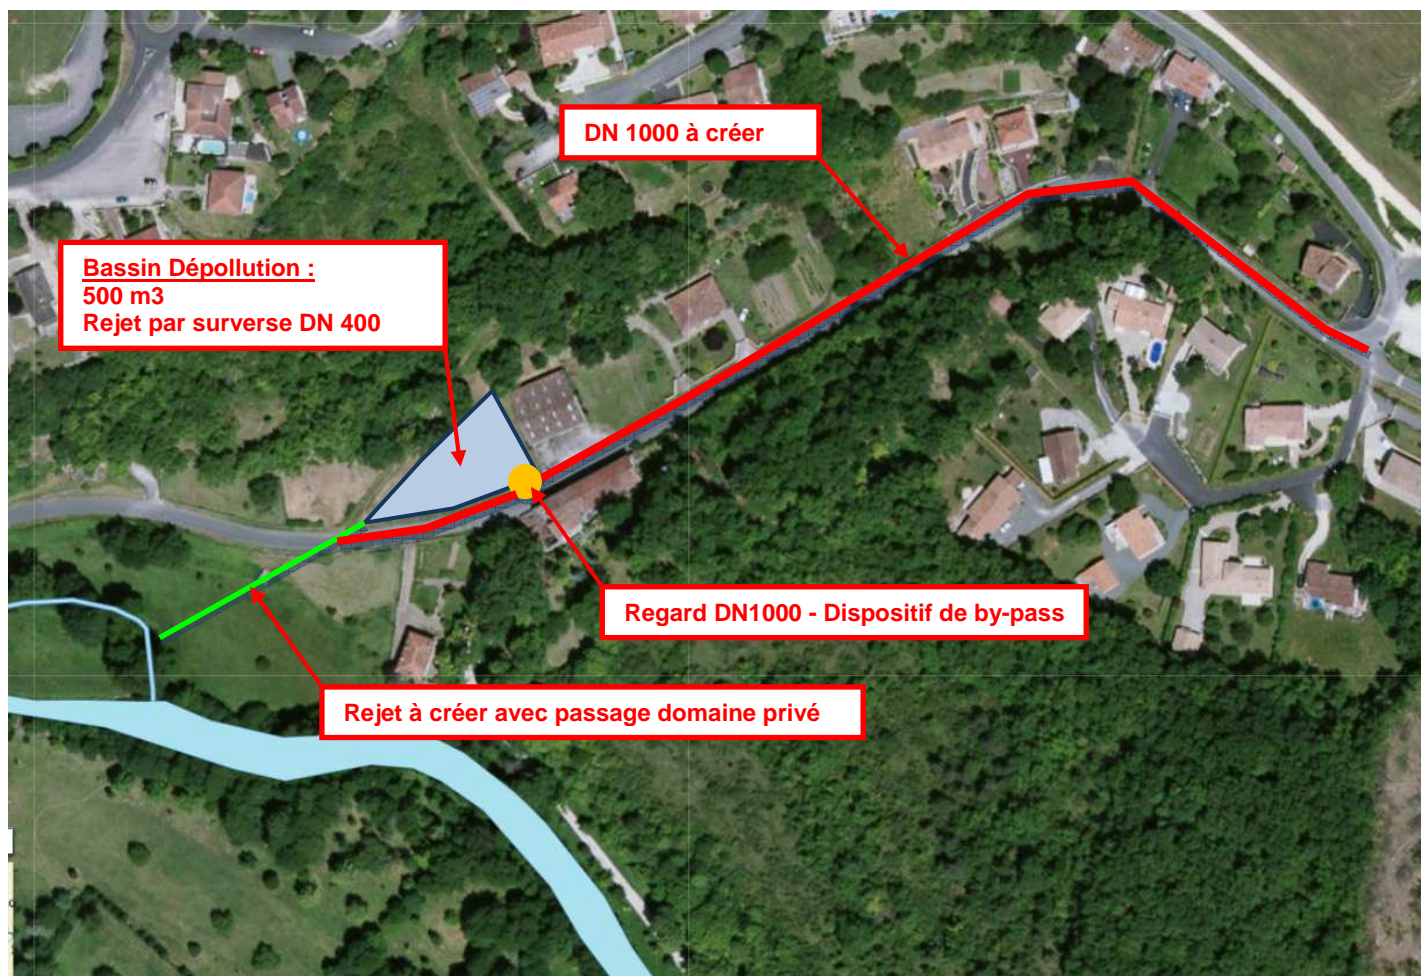 DN 1000 à créer
Bassin Dépollution :
500 m3
Rejet par surverse DN 400
Regard DN1000 - Dispositif de by-pass
Rejet à créer avec passage domaine privé